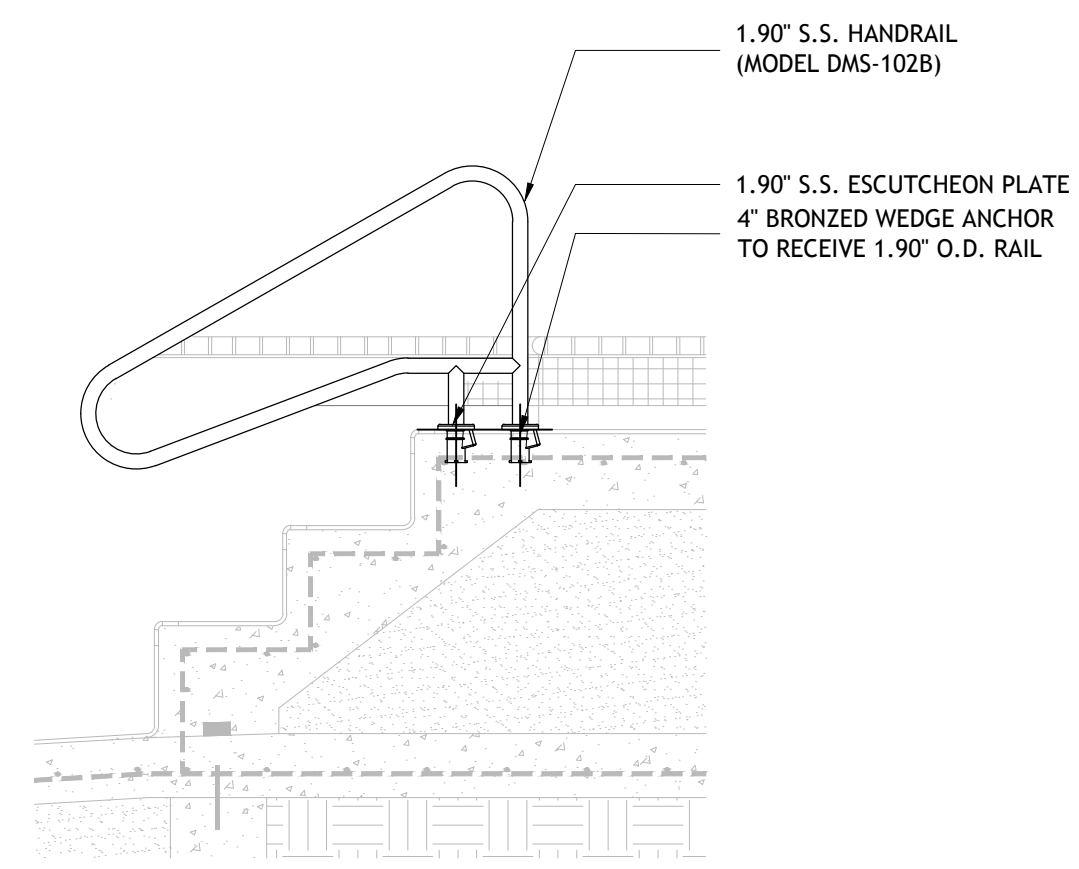 1.90" S.S. HANDRAIL
(MODEL DMS-102B)
1.90" S.S. ESCUTCHEON PLATE
4" BRONZED WEDGE ANCHOR
TO RECEIVE 1.90" O.D. RAIL